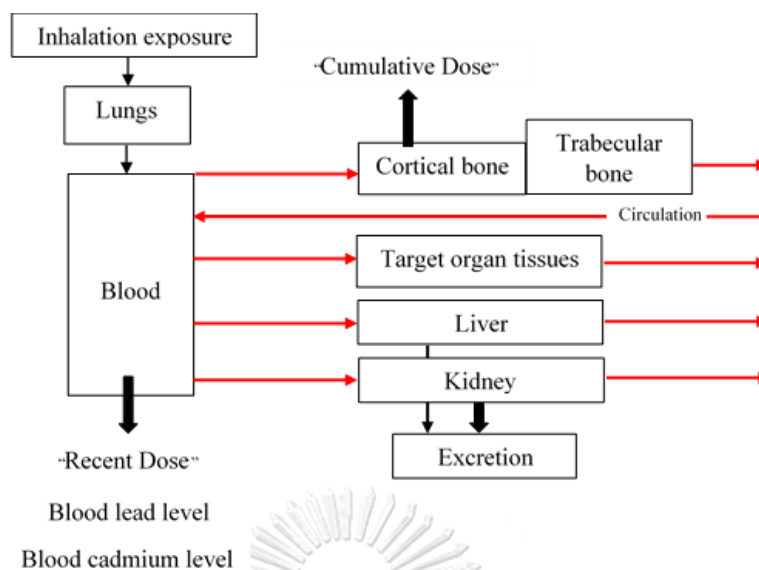 Inhalation exposure
Lungs
Blood
"Recent Dose"
Blood lead level
Blood cadmium level
"Cumulative Dose"
Cortical bone
Trabecular
bone
Circulation
Target organ tissues
Liver
Kidney
Excretion